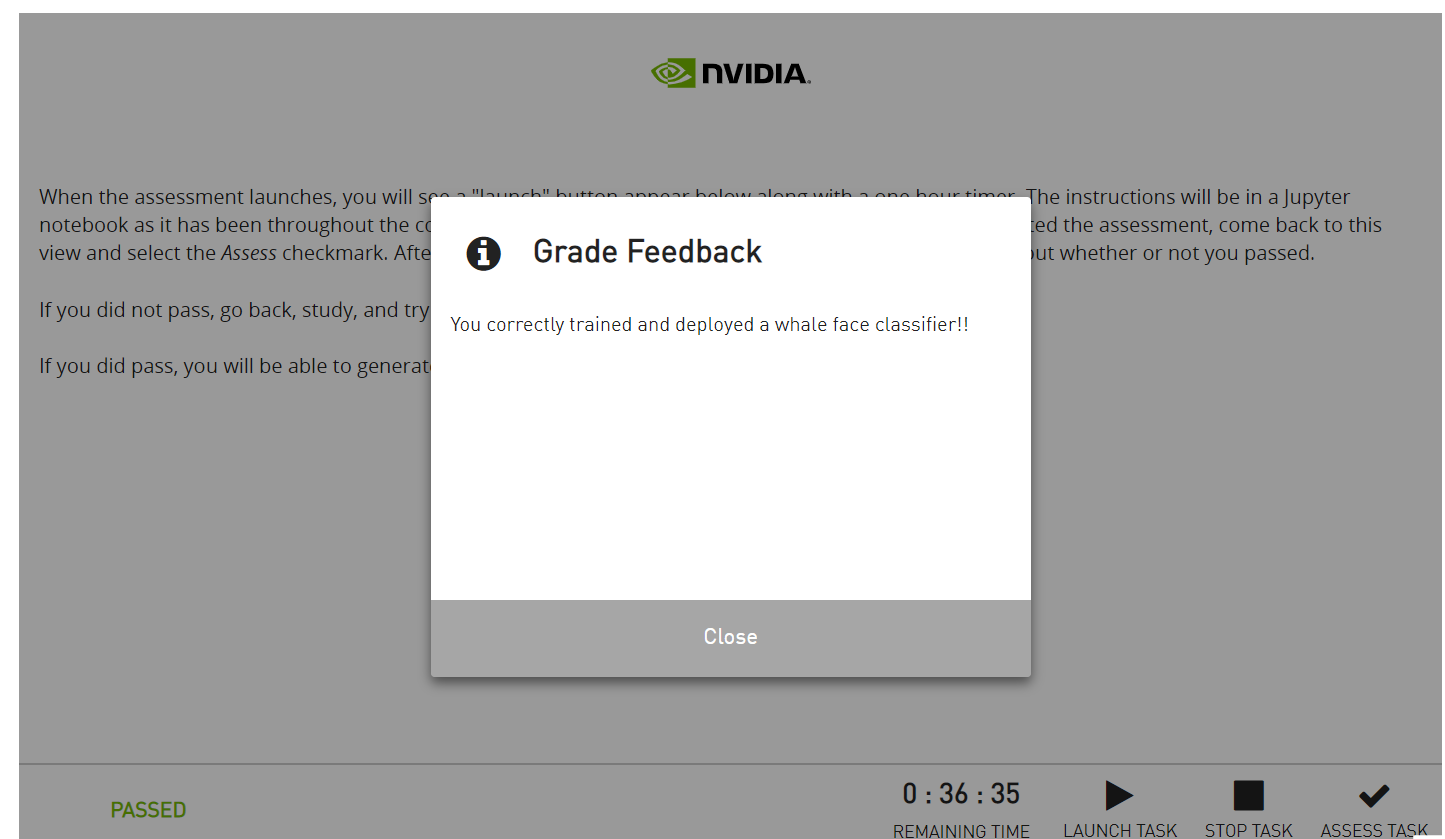 NVIDIA.
When the assessment launches, you will see a "launch" button appear below along with a one hour timer. The instructions will be in a Jupyter
notebook as it has been throughout the co
ted the assessment, come back to this
view and select the Assess checkmark. Afte
out whether or not you passed.
If you did not pass, go back, study, and try
If you did pass, you will be able to generat
Grade Feedback
You correctly trained and deployed a whale face classifier!!
Close
PASSED
0 : 36 : 35
REMAINING TIME
LAUNCH TASK
STOP TASK
ASSESS TASK